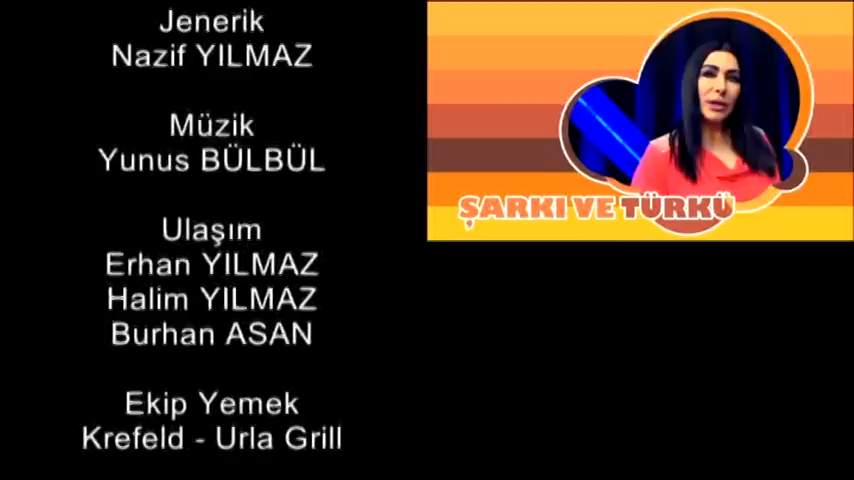 Jenerik
Nazif YILMAZ
Müzik
Yunus BÜLBÜL
Ulaşım
Erhan YILMAZ
Halim YILMAZ
Burhan ASAN
Ekip Yemek
Krefeld - Urla Grill
ŞARKI VE TÜRKÜ